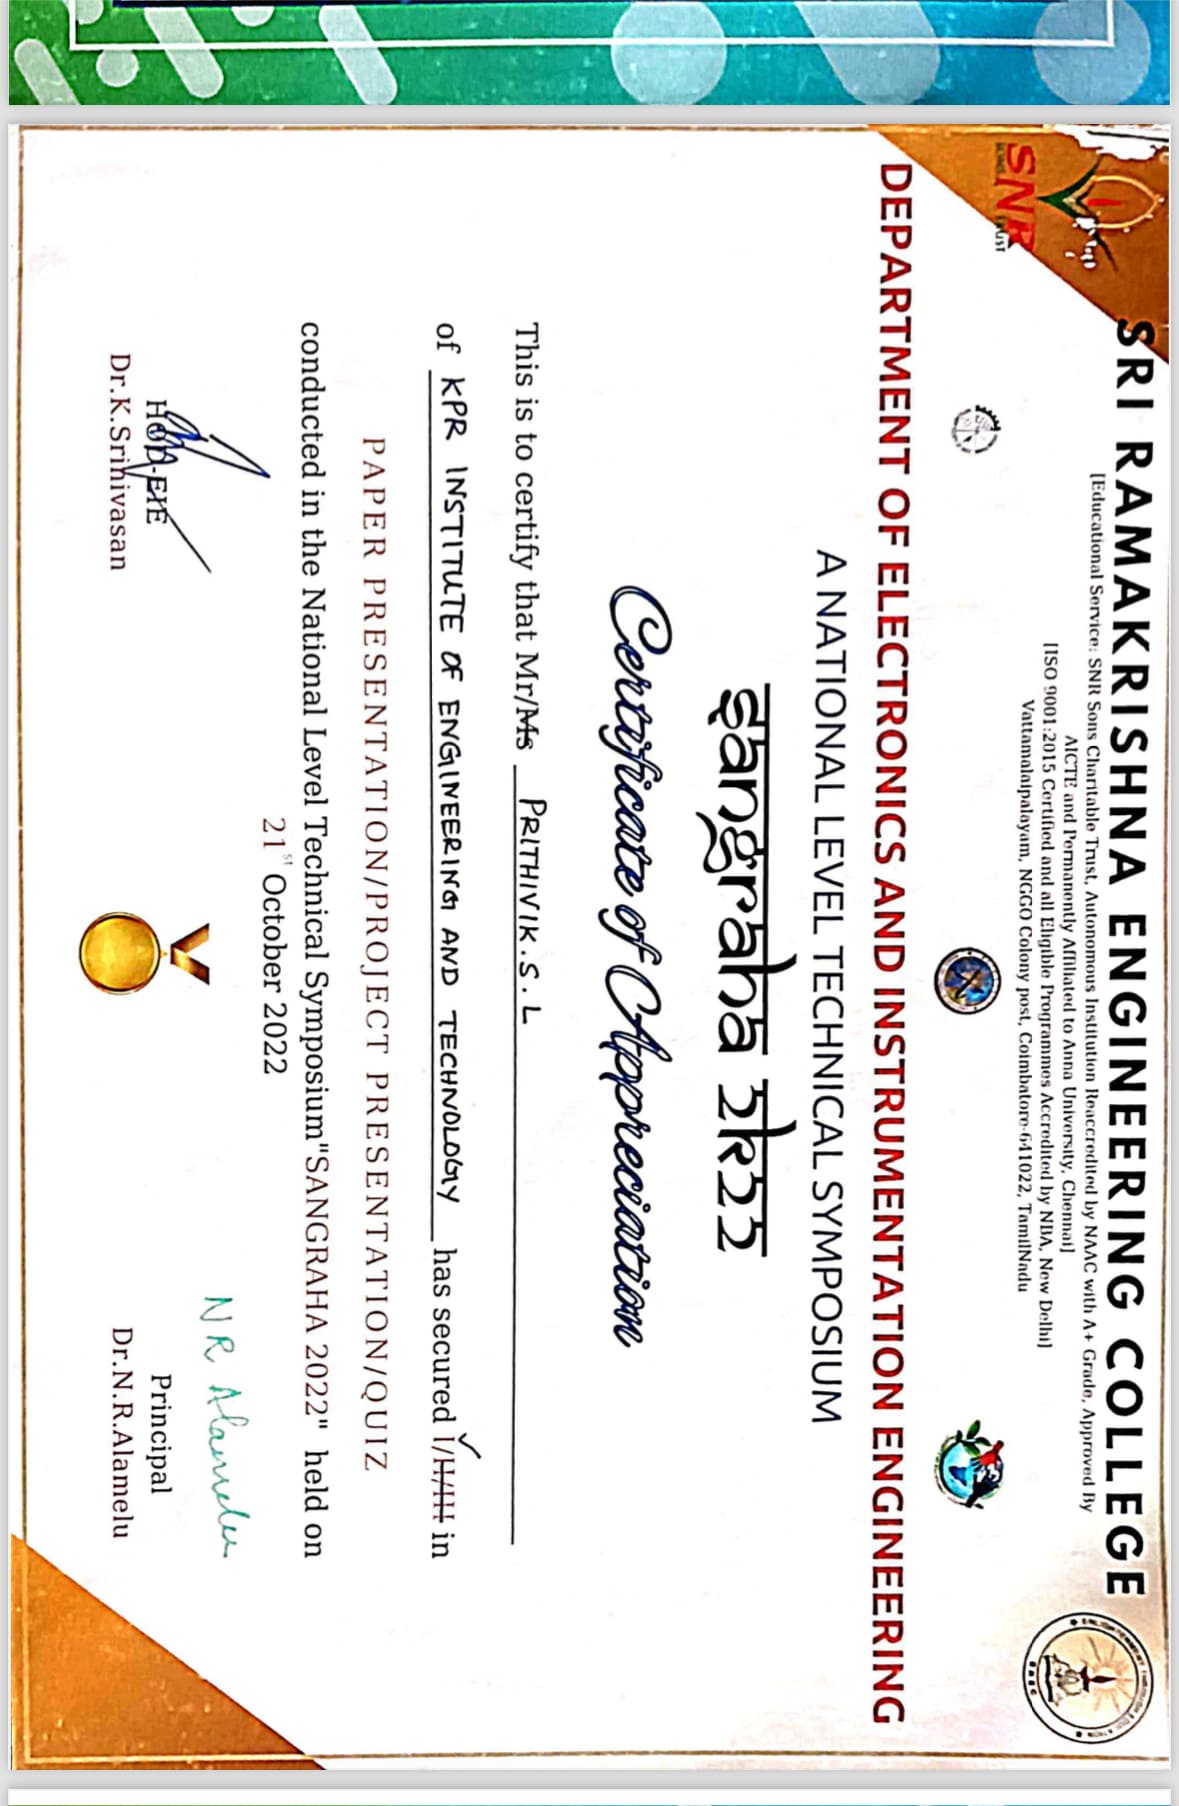 SRI RAMAKRISHNA ENGINEERING COLLEGE
[Educational Service: SNR Sons Charitable Trust, Autonomous Institution Reaccredited by NAAC with A+ Grade, Approved By
AICTE and Permanently Affiliated to Anna University, Chennai]
[ISO 9001:2015 Certified and all Eligible Programmes Accredited by NBA, New Delhi]
Vattamalaipalayam, NGGO Colony post, Coimbatore-641022, TamilNadu
SNR
TRUST
SREC
DEPARTMENT OF ELECTRONICS AND INSTRUMENTATION ENGINEERING
A NATIONAL LEVEL TECHNICAL SYMPOSIUM
sangraha 2k22
Certificate of Appreciation
This is to certify that Mr/Ms PRITHIVIK.S.L
of KPR INSTITUTE OF ENGINEERING AND TECHNOLOGY has secured I/II/III in
PAPER PRESENTATION/PROJECT PRESENTATION/QUIZ
conducted in the National Level Technical Symposium"SANGRAHA 2022" held on
21st October 2022
NR Alamelu
HOD-EIE
Dr.K.Srinivasan
Principal
Dr.N.R.Alamelu